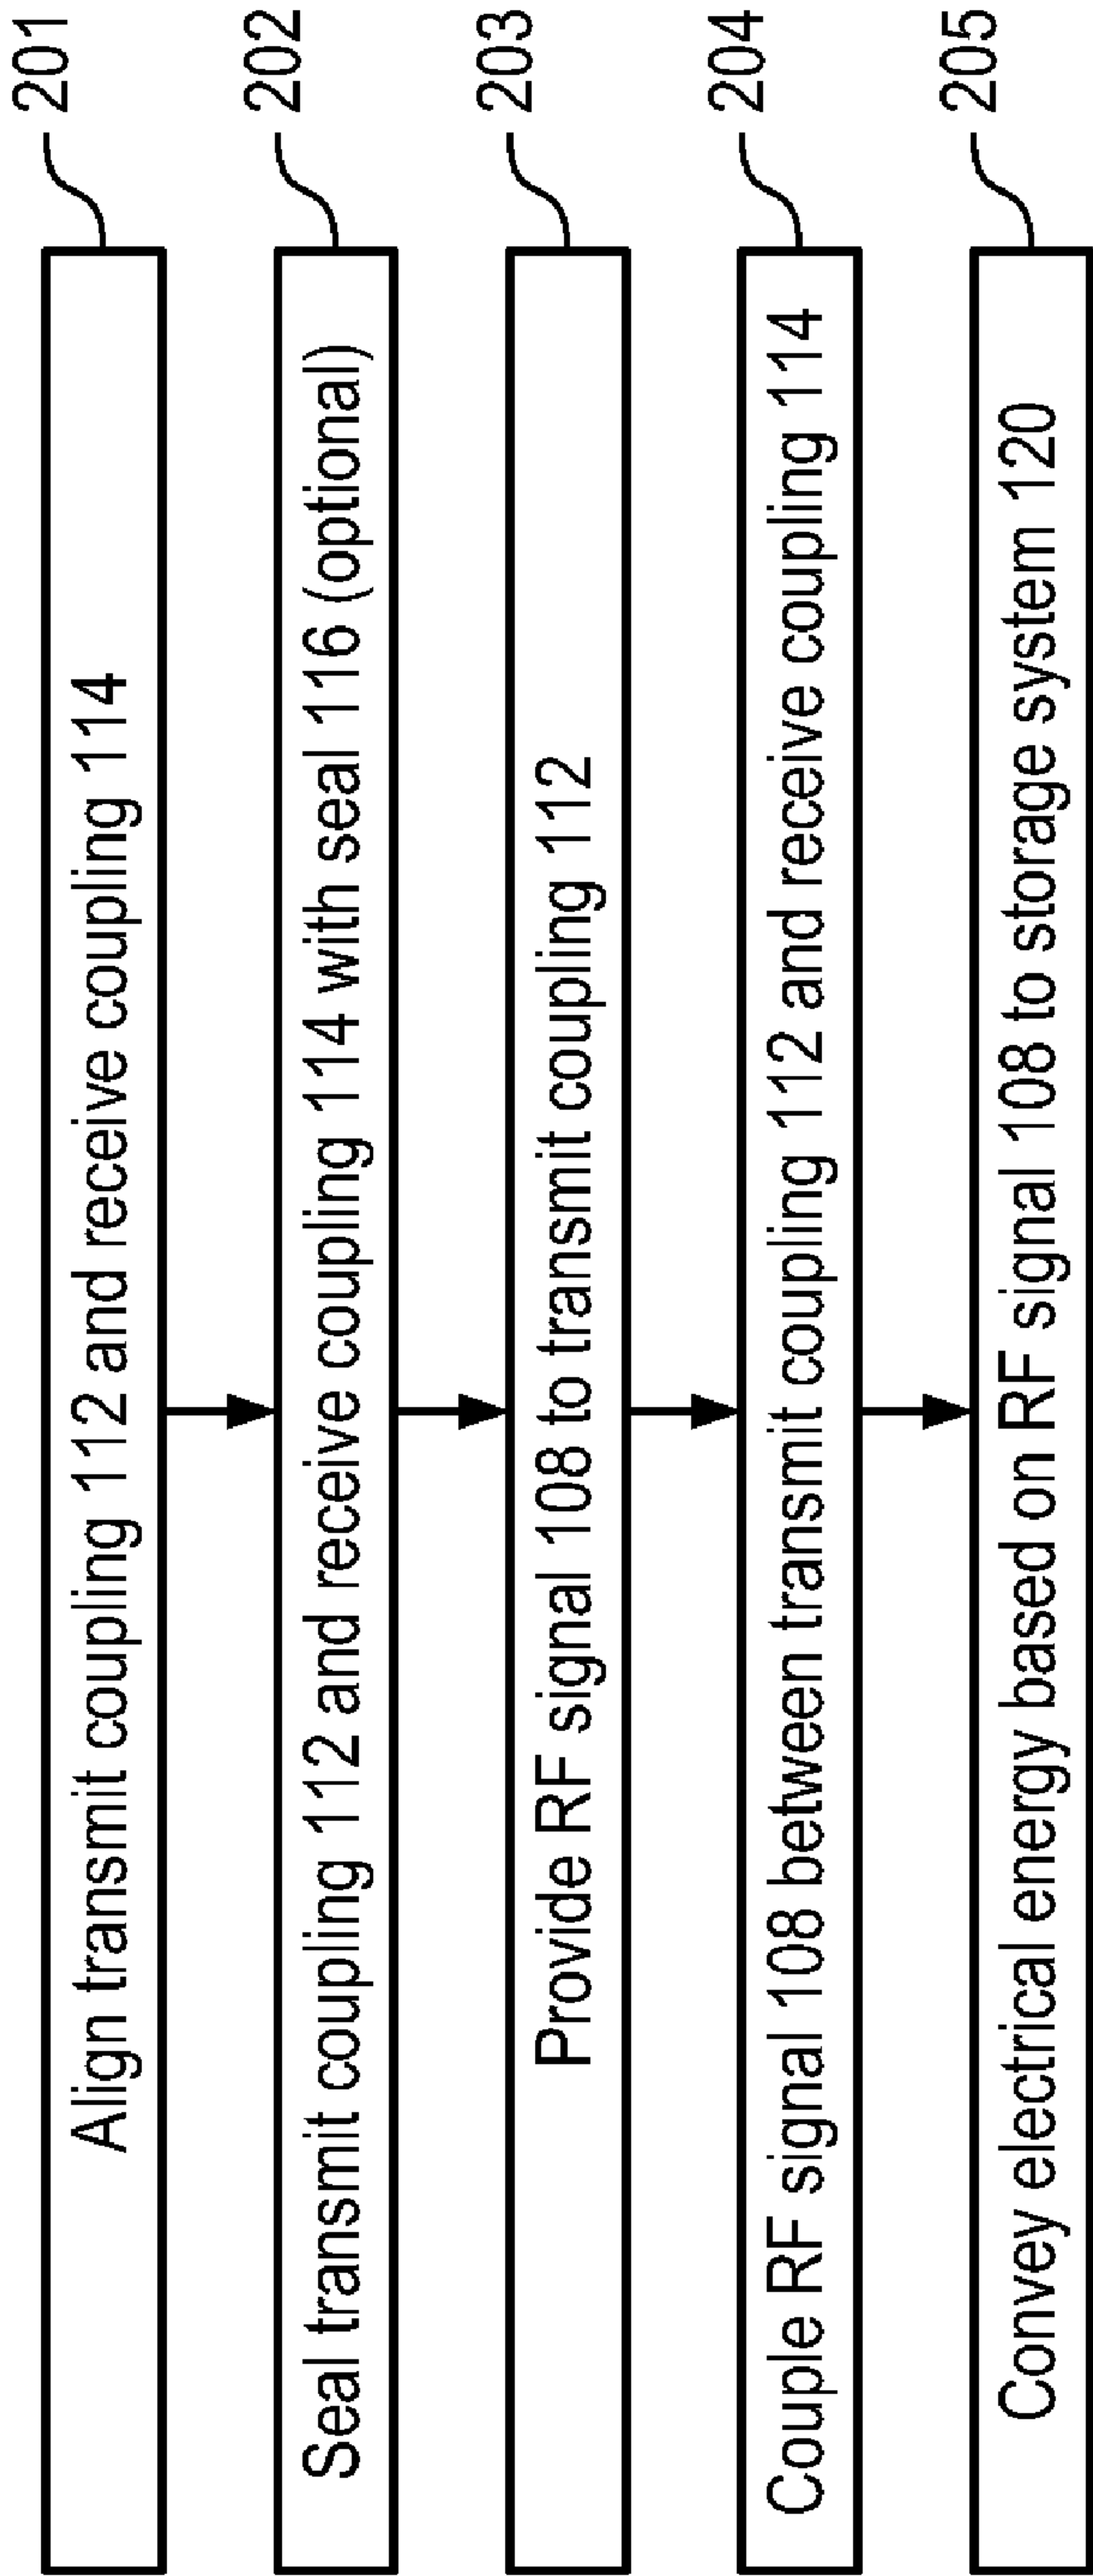 201
Align transmit coupling 112 and receive coupling 114
202
Seal transmit coupling 112 and receive coupling 114 with seal 116 (optional)
203
Provide RF signal 108 to transmit coupling 112
204
Couple RF signal 108 between transmit coupling 112 and receive coupling 114
205
Convey electrical energy based on RF signal 108 to storage system 120